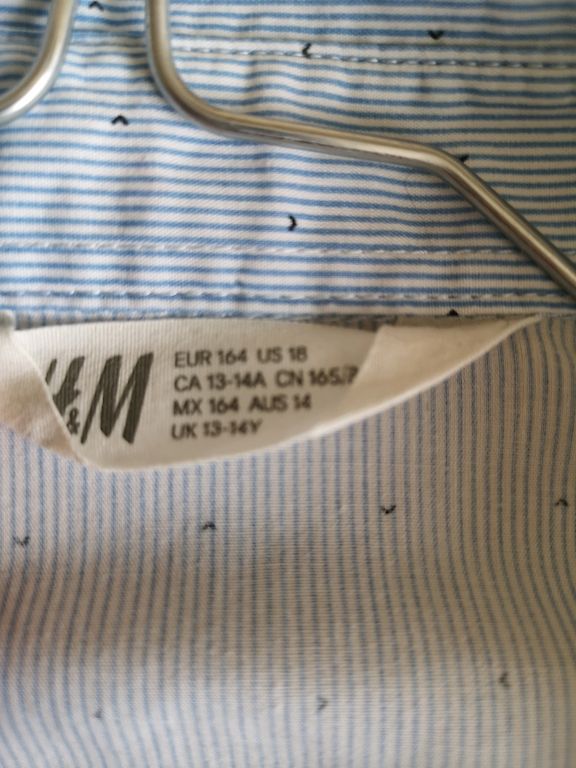 H&M
EUR 164 US 18
CA 13-14A CN 165/
MX 164 AUS 14
UK 13-14Y